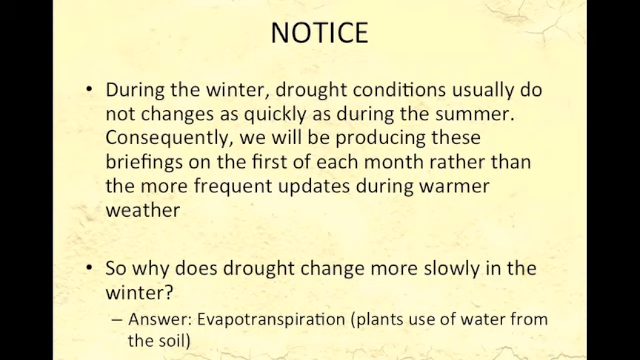 NOTICE
• During the winter, drought conditions usually do
not changes as quickly as during the summer.
Consequently, we will be producing these
briefings on the first of each month rather than
the more frequent updates during warmer
weather
• So why does drought change more slowly in the
winter?
– Answer: Evapotranspiration (plants use of water from
the soil)